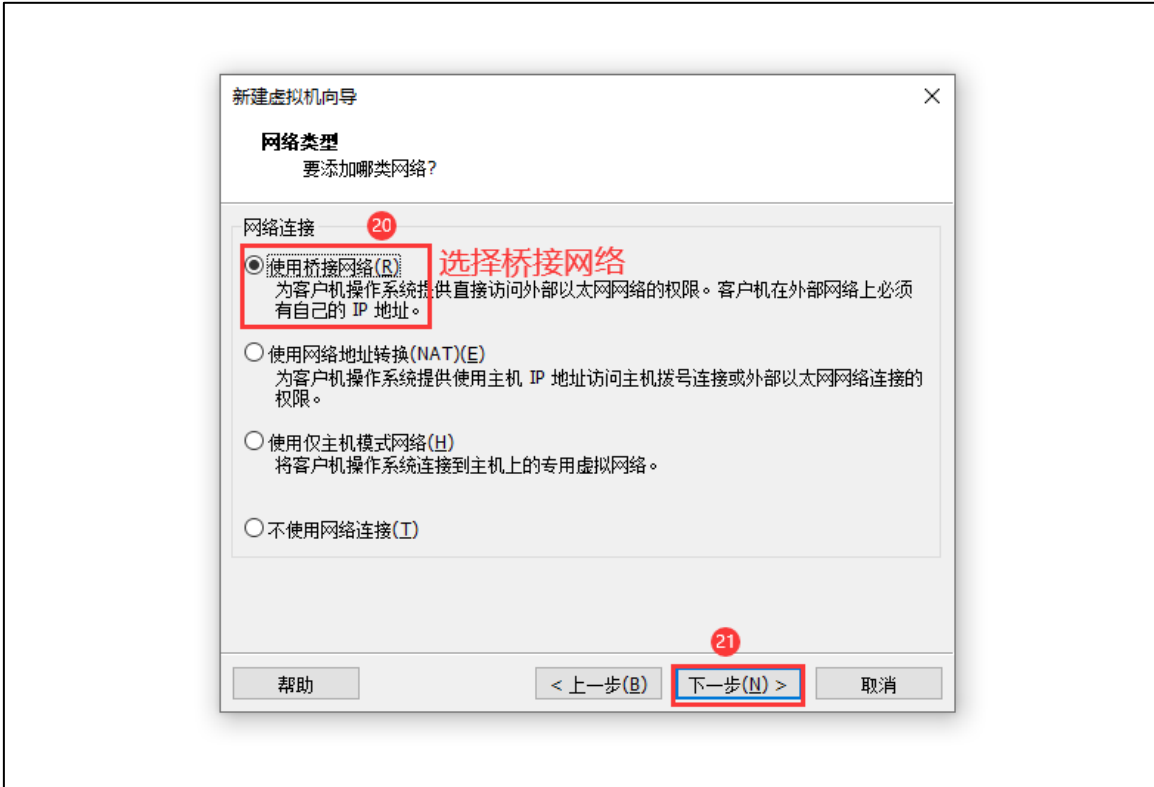 新建虚拟机向导
网络类型
要添加哪类网络?
网络连接
20
使用桥接网络(R)
选择桥接网络
为客户机操作系统提供直接访问外部以太网网络的权限。客户机在外部网络上必须
有自己的 IP 地址。
使用网络地址转换(NAT)(E)
为客户机操作系统提供使用主机 IP 地址访问主机拨号连接或外部以太网网络连接的
权限。
使用仅主机模式网络(H)
将客户机操作系统连接到主机上的专用虚拟网络。
不使用网络连接(T)
21
帮助
< 上一步(B)
下一步(N) >
取消